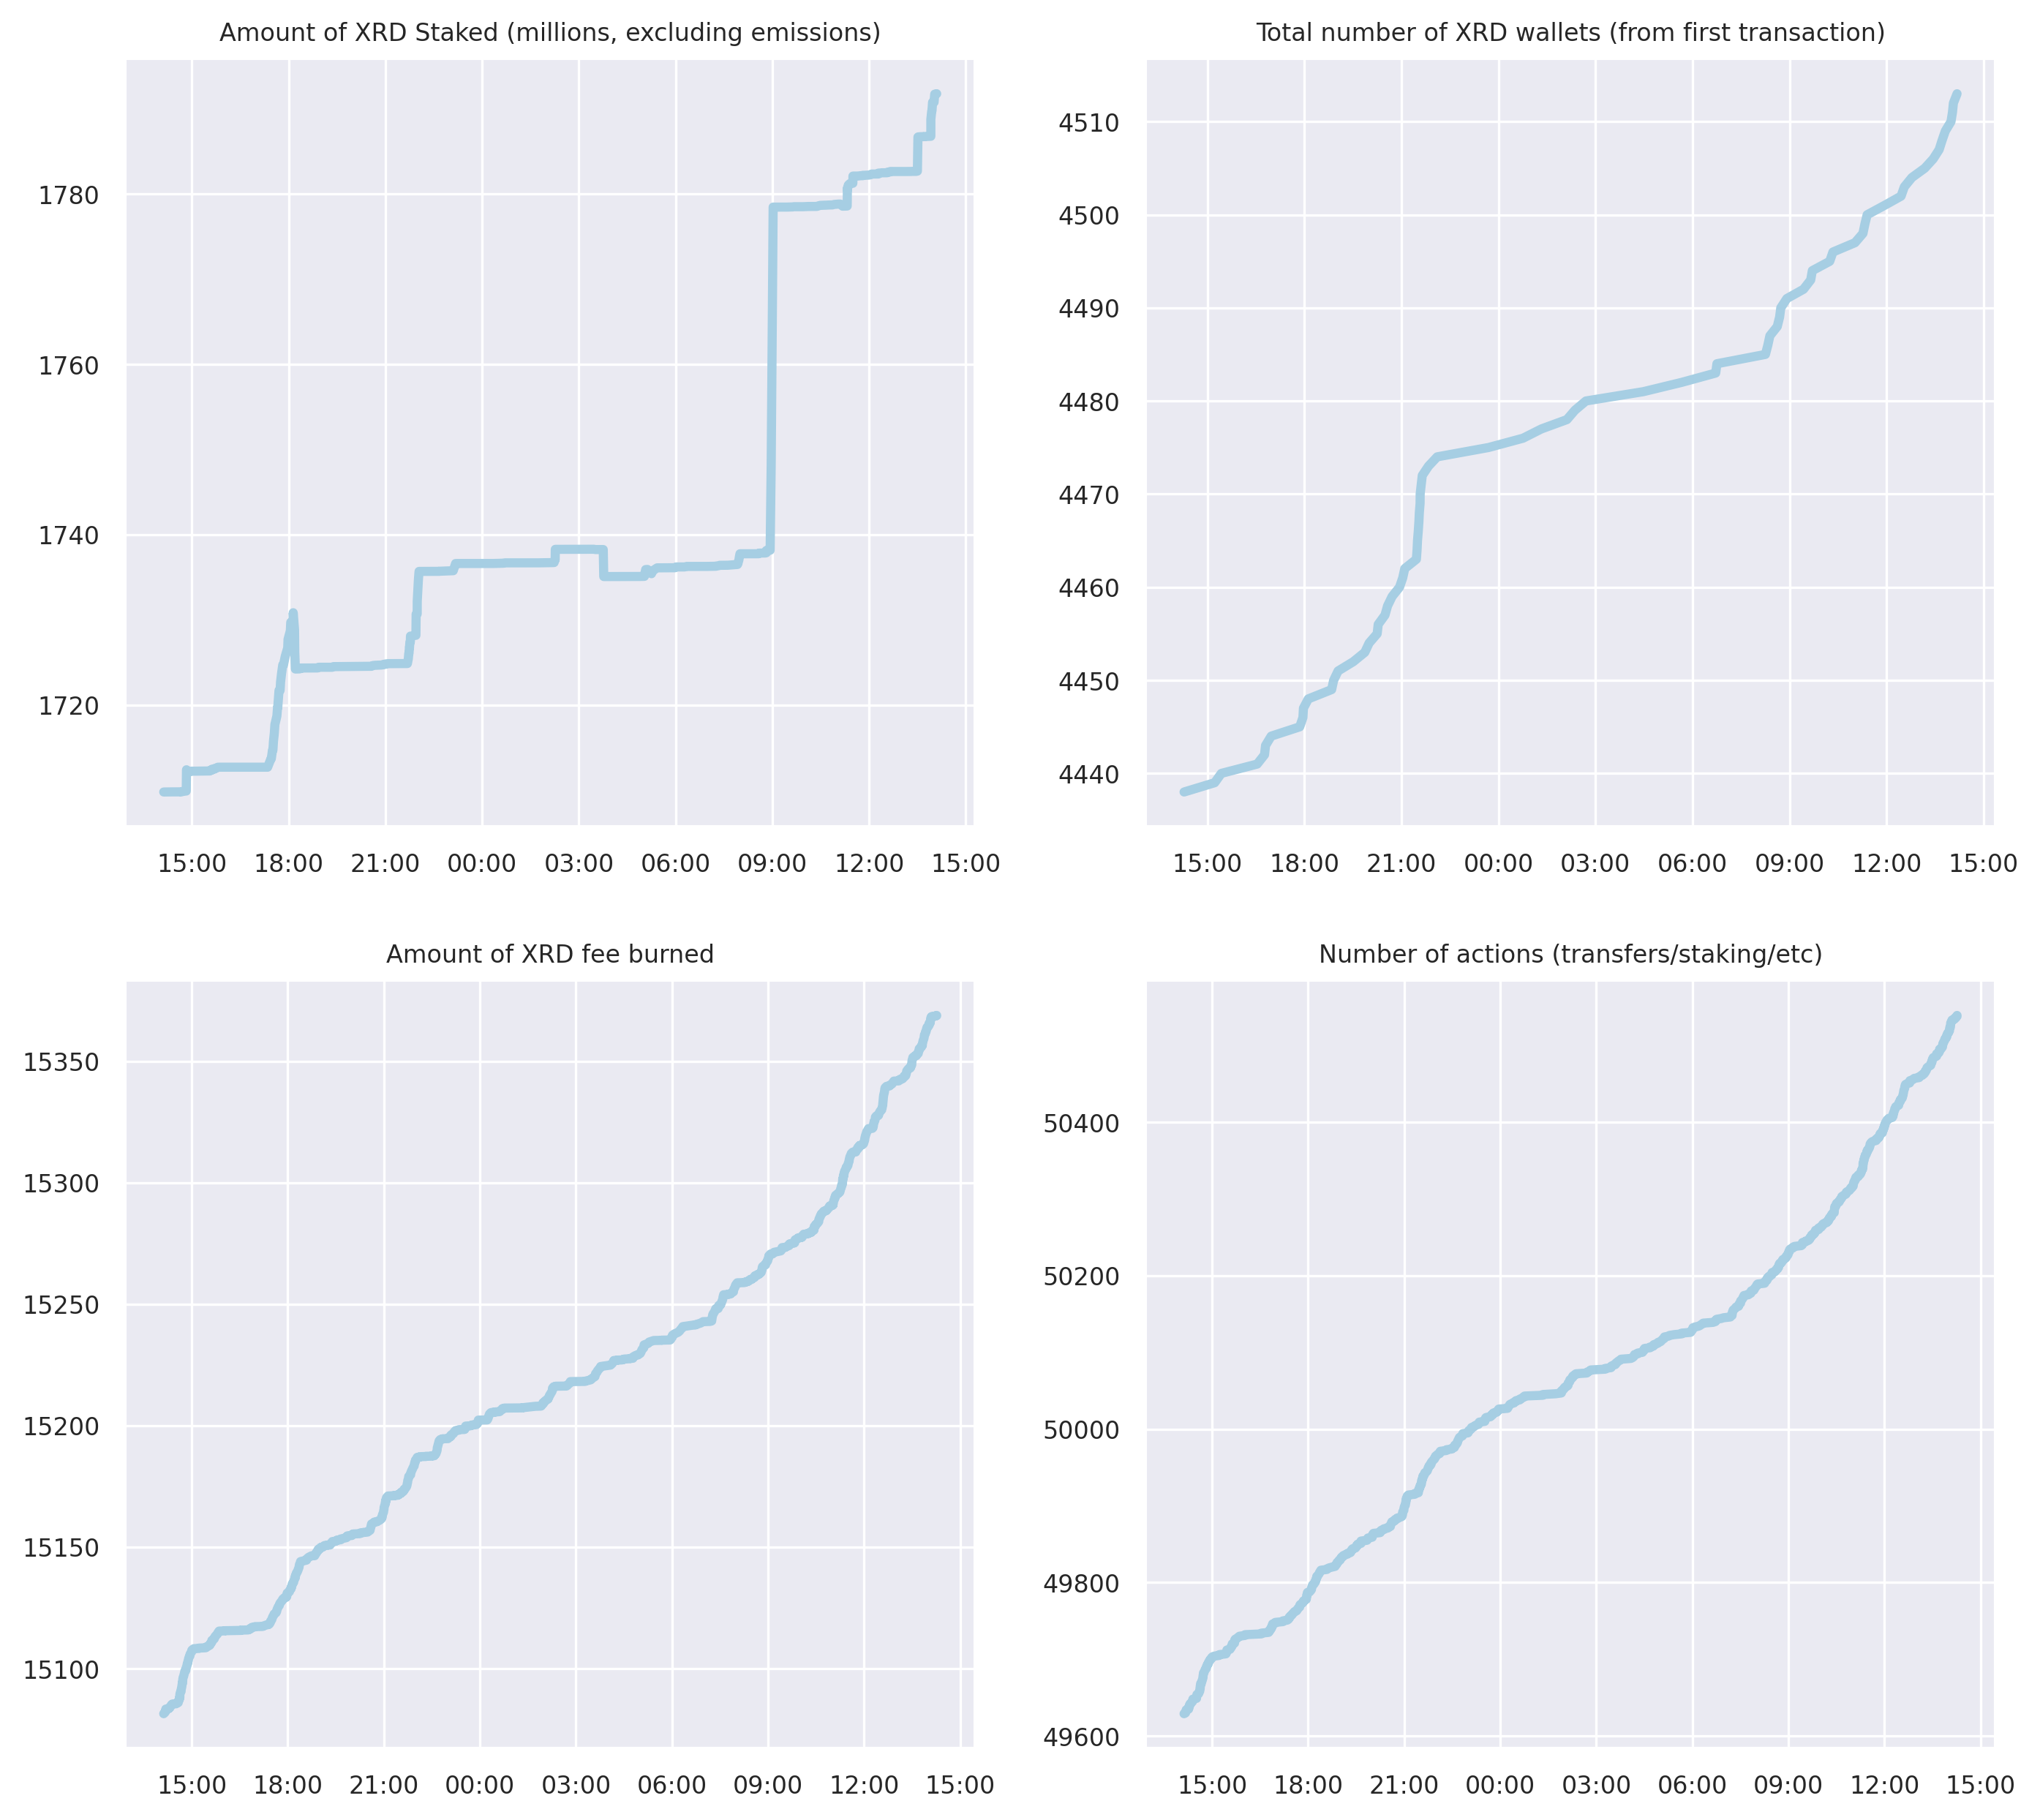 Amount of XRD Staked (millions, excluding emissions)
1780
1760
1740
1720
15:00 18:00 21:00 00:00 03:00 06:00 09:00 12:00 15:00
Total number of XRD wallets (from first transaction)
4510
4500
4490
4480
4470
4460
4450
4440
15:00 18:00 21:00 00:00 03:00 06:00 09:00 12:00 15:00
Amount of XRD fee burned
15350
15300
15250
15200
15150
15100
15:00 18:00 21:00 00:00 03:00 06:00 09:00 12:00 15:00
Number of actions (transfers/staking/etc)
50400
50200
50000
49800
49600
15:00 18:00 21:00 00:00 03:00 06:00 09:00 12:00 15:00